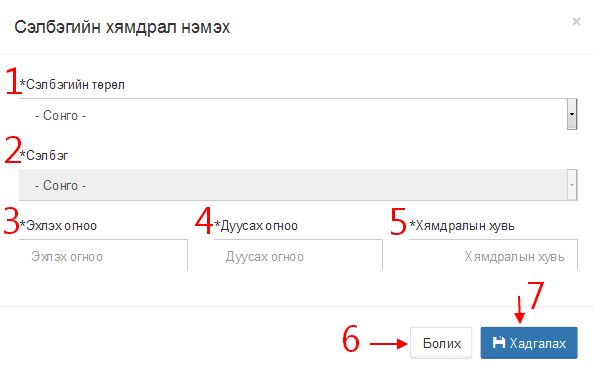 Сэлбэгийн хямдрал нэмэх ×
1 *Сэлбэгийн төрөл
- Сонго -
2 *Сэлбэг
- Сонго -
3 *Эхлэх огноо 4 *Дуусах огноо 5 *Хямдралын хувь
Эхлэх огноо Дуусах огноо Хямдралын хувь
7
6 Болих Хадгалах